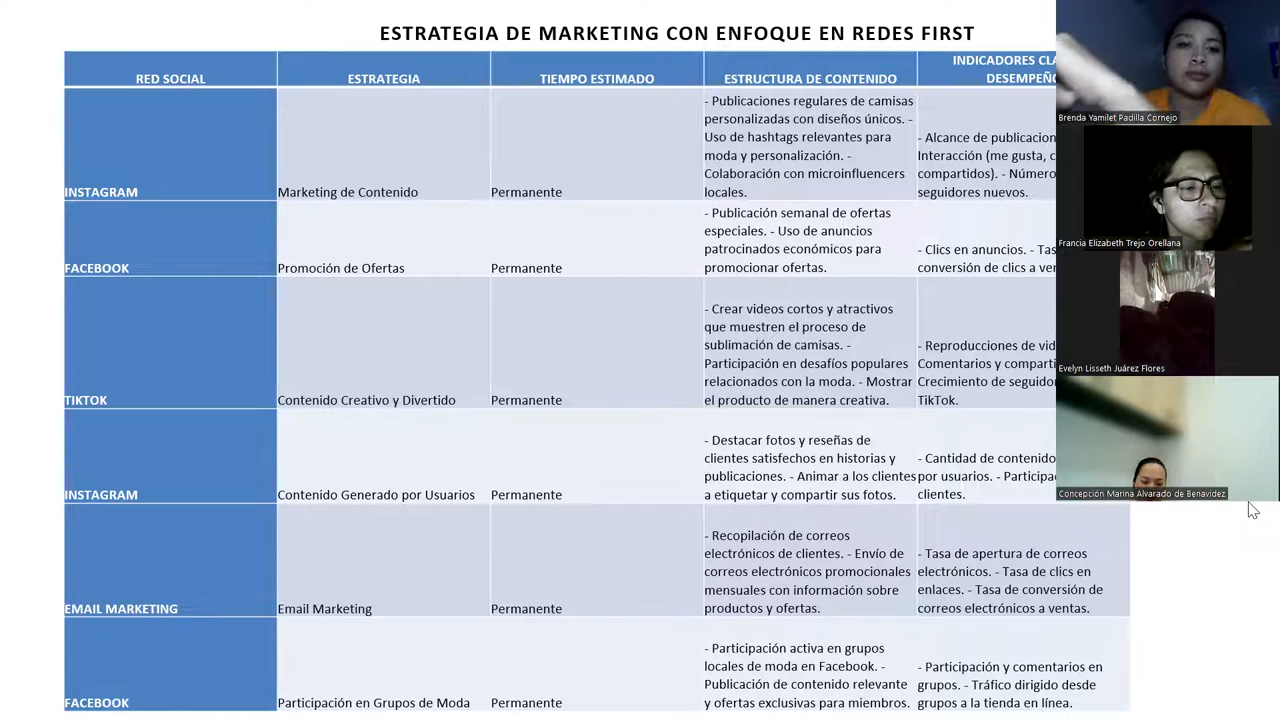 ESTRATEGIA DE MARKETING CON ENFOQUE EN REDES FIRST
RED SOCIAL
ESTRATEGIA
TIEMPO ESTIMADO
ESTRUCTURA DE CONTENIDO
INDICADORES
DESEMPEÑO
INSTAGRAM
Marketing de Contenido
Permanente
- Publicaciones regulares de camisas
personalizadas con diseños únicos. -
Uso de hashtags relevantes para
moda y personalización. -
Colaboración con microinfluencers
locales.
- Alcance de
Interacción (me gusta,
compartidos). - Número
seguidores nuevos.
FACEBOOK
Promoción de Ofertas
Permanente
- Publicación semanal de ofertas
especiales. - Uso de anuncios
patrocinados económicos para
promocionar ofertas.
- Clics en anuncios. -
conversión de clics a
TIKTOK
Contenido Creativo y Divertido
Permanente
- Crear videos cortos y atractivos
que muestren el proceso de
sublimación de camisas. -
Participación en desafíos populares
relacionados con la moda. - Mostrar
el producto de manera creativa.
- Reproducciones de
Comentarios y
Crecimiento de
TikTok.
INSTAGRAM
Contenido Generado por Usuarios
Permanente
- Destacar fotos y reseñas de
clientes satisfechos en historias y
publicaciones. - Animar a los clientes
a etiquetar y compartir sus fotos.
- Cantidad de contenido
por usuarios. -
clientes.
EMAIL MARKETING
Email Marketing
Permanente
- Recopilación de correos
electrónicos de clientes. - Envío de
correos electrónicos promocionales
mensuales con información sobre
productos y ofertas.
- Tasa de apertura de correos
electrónicos. - Tasa de clics en
enlaces. - Tasa de conversión de
correos electrónicos a ventas.
FACEBOOK
Participación en Grupos de Moda
Permanente
- Participación activa en grupos
locales de moda en Facebook. -
Publicación de contenido relevante
y ofertas exclusivas para miembros.
- Participación y comentarios en
grupos. - Tráfico dirigido desde
grupos a la tienda en línea.
Brenda Yamilet Padilla Cornejo
Francia Elizabeth Trejo Orellana
Evelyn Lisseth Juárez Flores
Concepción Marina Alvarado de Benavidez